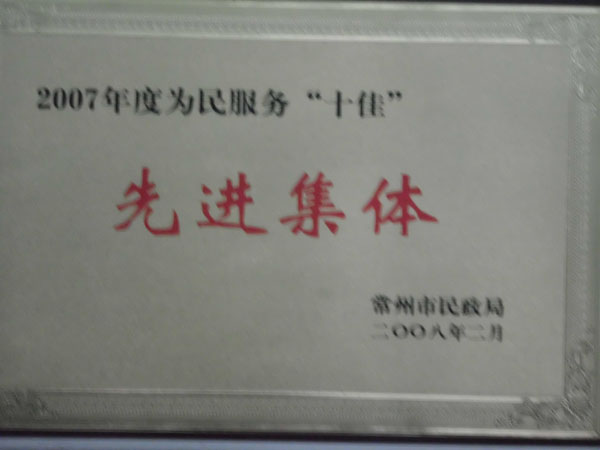 2007年度为民服务“十佳”
先进集体
常州市民政局
二〇〇八年二月